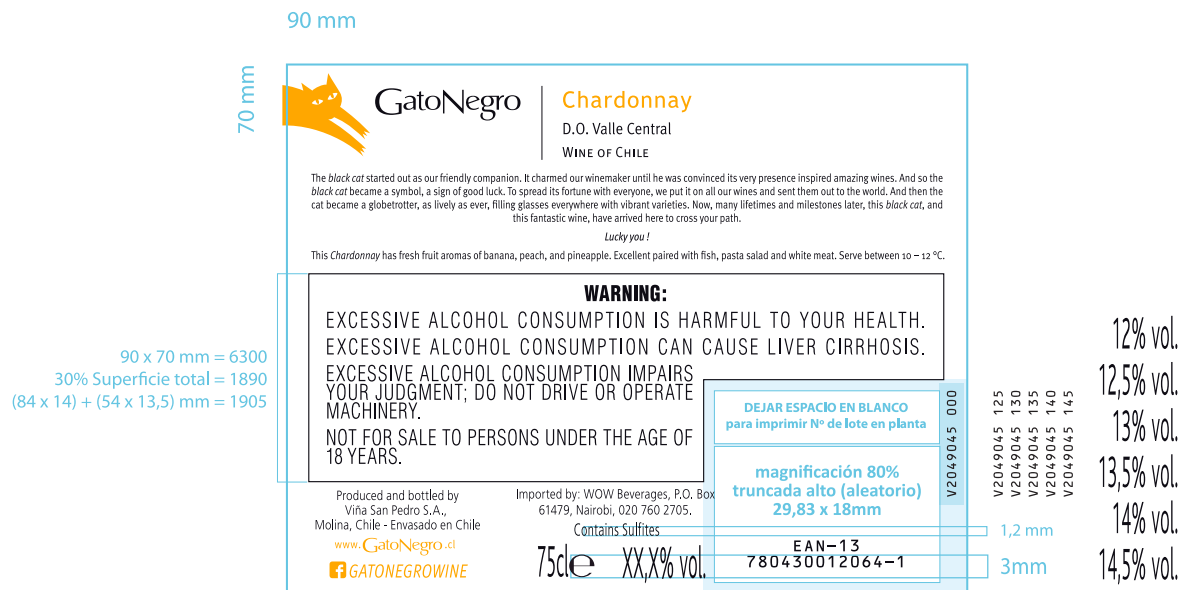 90 mm
70 mm
GatoNegro
Chardonnay
D.O. Valle Central
WINE OF CHILE
The black cat started out as our friendly companion. It charmed our winemaker until he was convinced its very presence inspired amazing wines. And so the
black cat became a symbol, a sign of good luck. To spread its fortune with everyone, we put it on all our wines and sent them out to the world. And then the
cat became a globetrotter, as lively as ever, filling glasses everywhere with vibrant varieties. Now, many lifetimes and milestones later, this black cat, and
this fantastic wine, have arrived here to cross your path.
Lucky you !
This Chardonnay has fresh fruit aromas of banana, peach, and pineapple. Excellent paired with fish, pasta salad and white meat. Serve between 10 – 12 °C.
WARNING:
EXCESSIVE ALCOHOL CONSUMPTION IS HARMFUL TO YOUR HEALTH.
EXCESSIVE ALCOHOL CONSUMPTION CAN CAUSE LIVER CIRRHOSIS.
EXCESSIVE ALCOHOL CONSUMPTION IMPAIRS
YOUR JUDGMENT; DO NOT DRIVE OR OPERATE
MACHINERY.
NOT FOR SALE TO PERSONS UNDER THE AGE OF
18 YEARS.
90 x 70 mm = 6300
30% Superficie total = 1890
(84 x 14) + (54 x 13,5) mm = 1905
DEJAR ESPACIO EN BLANCO
para imprimir Nº de lote en planta
magnificación 80%
truncada alto (aleatorio)
29,83 x 18mm
EAN-13
780430012064-1
V2049045 000
V2049045 125
V2049045 130
V2049045 135
V2049045 140
V2049045 145
12% vol.
12,5% vol.
13% vol.
13,5% vol.
14% vol.
14,5% vol.
Produced and bottled by
Viña San Pedro S.A.,
Molina, Chile - Envasado en Chile
www.GatoNegro.cl
GATONEGROWINE
Imported by: WOW Beverages, P.O. Box
61479, Nairobi, 020 760 2705.
Contains Sulfites
75cl e XX,X% vol.
1,2 mm
3mm